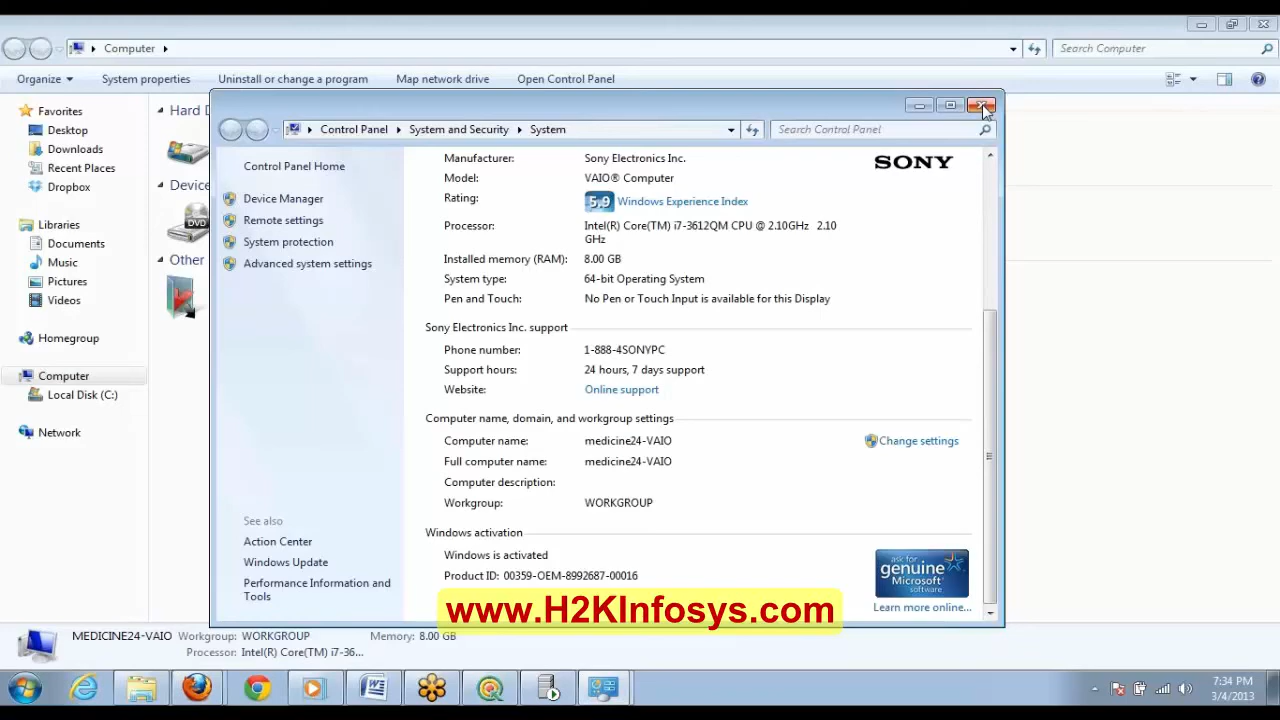 Computer
Search Computer
Organize
System properties
Uninstall or change a program
Map network drive
Open Control Panel
Favorites
Desktop
Downloads
Recent Places
Dropbox
Libraries
Documents
Music
Pictures
Videos
Homegroup
Computer
Local Disk (C:)
Network
Hard D
Device
DVD
Other
Control Panel
System and Security
System
Search Control Panel
Control Panel Home
Device Manager
Remote settings
System protection
Advanced system settings
See also
Action Center
Windows Update
Performance Information and
Tools
Manufacturer: Sony Electronics Inc.
SONY
Model: VAIO® Computer
Rating: 5.9 Windows Experience Index
Processor: Intel(R) Core(TM) i7-3612QM CPU @ 2.10GHz 2.10
GHz
Installed memory (RAM): 8.00 GB
System type: 64-bit Operating System
Pen and Touch: No Pen or Touch Input is available for this Display
Sony Electronics Inc. support
Phone number: 1-888-4SONYPC
Support hours: 24 hours, 7 days support
Website: Online support
Computer name, domain, and workgroup settings
Computer name: medicine24-VAIO
Change settings
Full computer name: medicine24-VAIO
Computer description:
Workgroup: WORKGROUP
Windows activation
Windows is activated
Product ID: 00359-OEM-8992687-00016
ask for
genuine
Microsoft
software
Learn more online...
www.H2KInfosys.com
MEDICINE24-VAIO Workgroup: WORKGROUP Memory: 8.00 GB
Processor: Intel(R) Core(TM) i7-36...
7:34 PM
3/4/2013